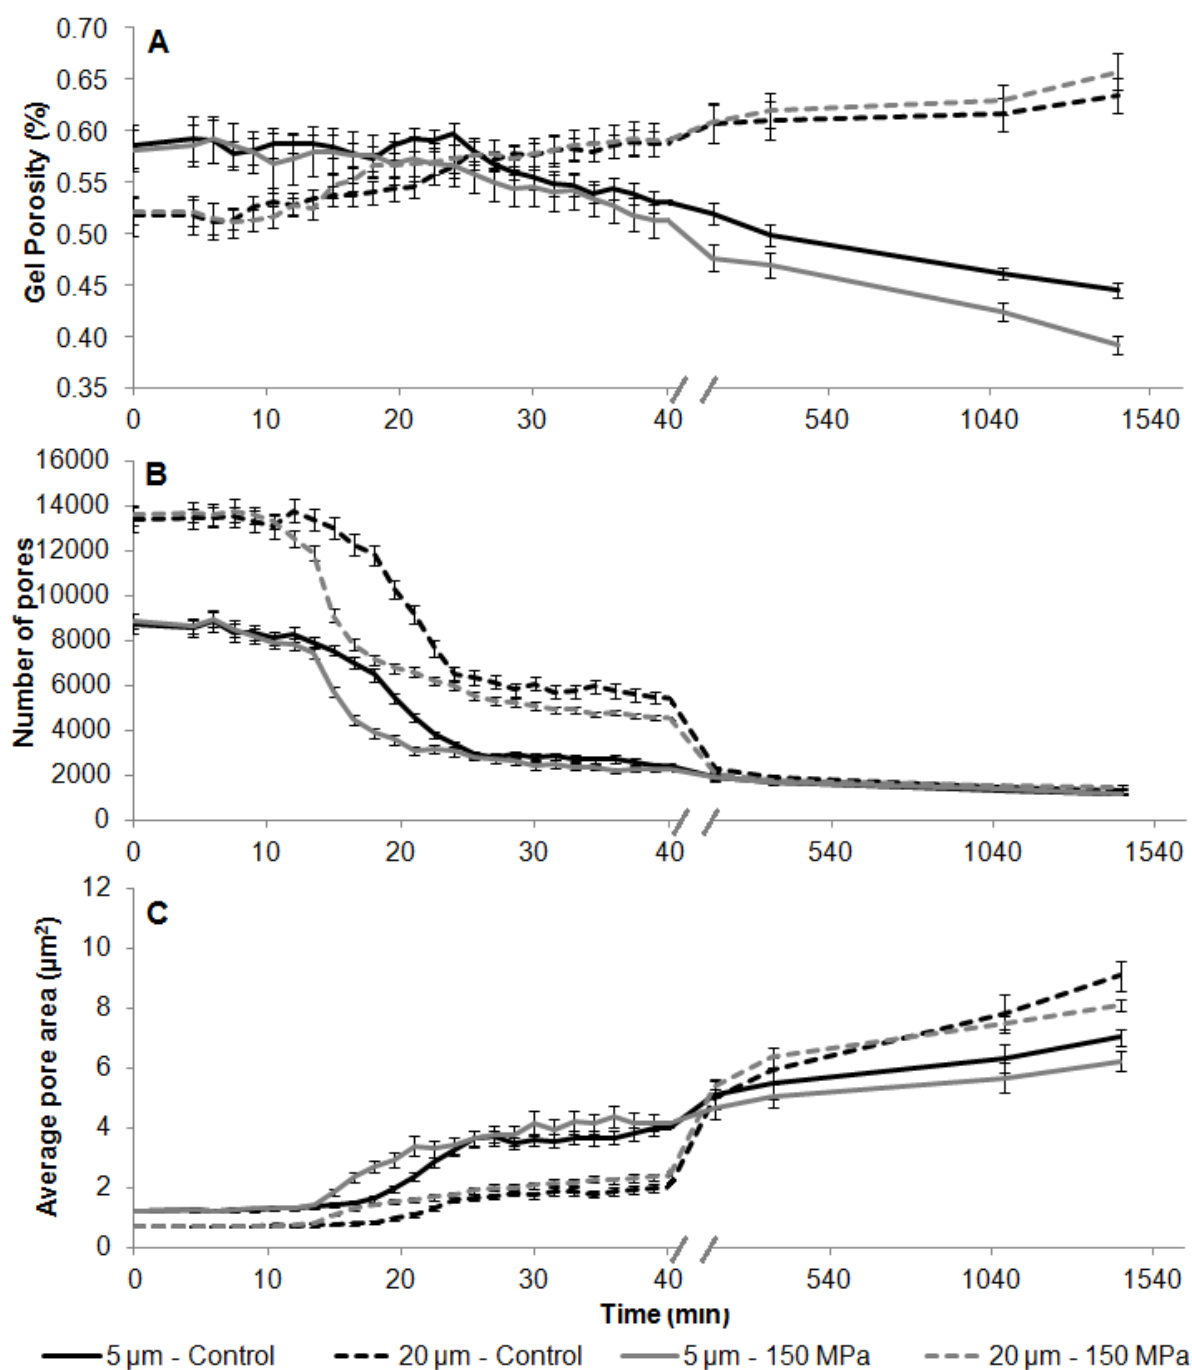 A
Gel Porosity (%)
0.70
0.65
0.60
0.55
0.50
0.45
0.40
0.35
0 10 20 30 40 540 1040 1540
B
Number of pores
16000
14000
12000
10000
8000
6000
4000
2000
0
0 10 20 30 40 540 1040 1540
C
Average pore area (µm²)
12
10
8
6
4
2
0
0 10 20 30 40 540 1040 1540
Time (min)
5 µm - Control 20 µm - Control 5 µm - 150 MPa 20 µm - 150 MPa